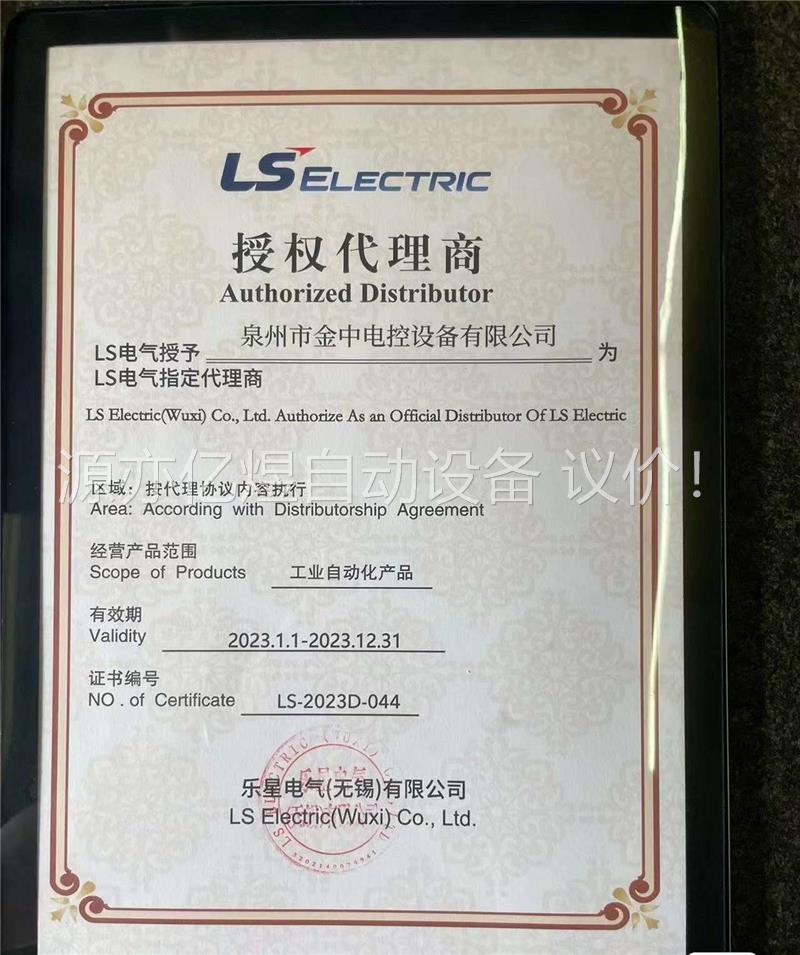 LS ELECTRIC
授权代理商
Authorized Distributor
LS电气授予 泉州市金中电控设备有限公司 为
LS电气指定代理商
LS Electric(Wuxi) Co., Ltd. Authorize As an Official Distributor Of LS Electric
源亦亿焊自动设备 议价!
区域：按代理协议内容执行
Area: According with Distributorship Agreement
经营产品范围
Scope of Products 工业自动化产品
有效期
Validity 2023.1.1-2023.12.31
证书编号
NO . of Certificate LS-2023D-044
乐星电气(无锡)有限公司
LS Electric(Wuxi) Co., Ltd.